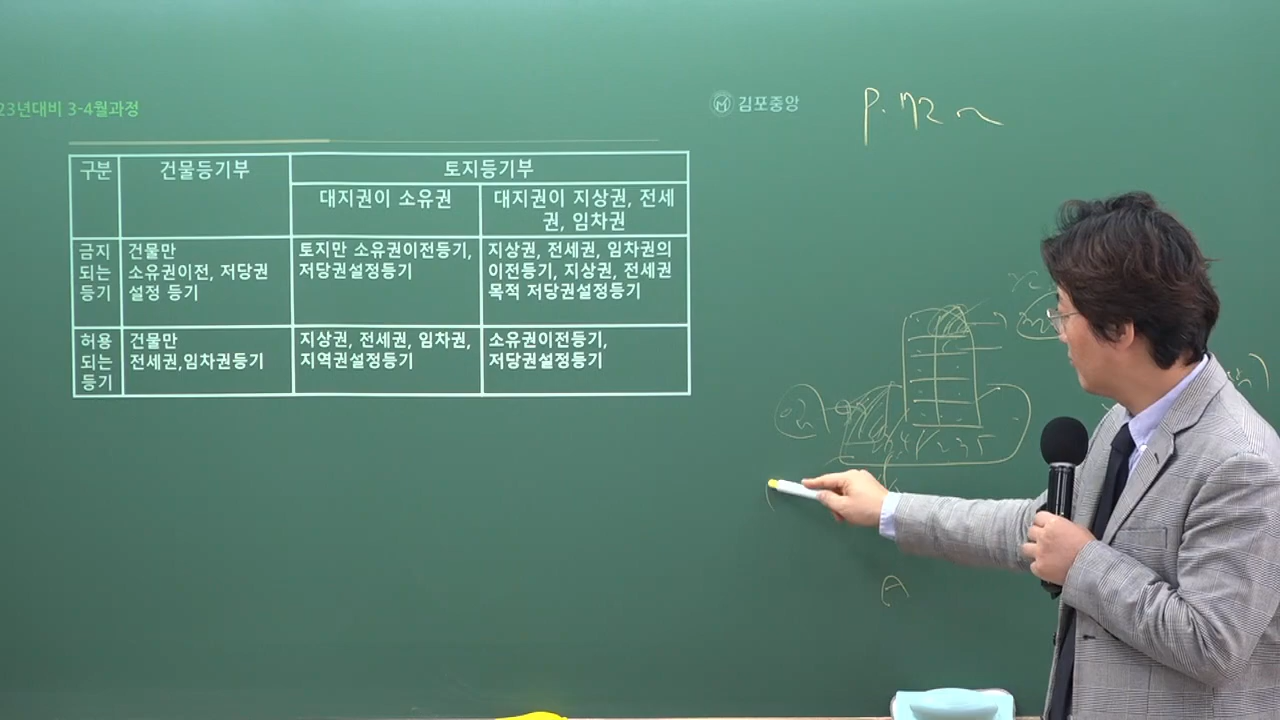 23년대비 3-4월과정
김포중앙
구분
건물등기부
토지등기부
대지권이 소유권
대지권이 지상권, 전세
권, 임차권
금지
되는
등기
건물만
소유권이전, 저당권
설정 등기
토지만 소유권이전등기,
저당권설정등기
지상권, 전세권, 임차권의
이전등기, 지상권, 전세권
목적 저당권설정등기
허용
되는
등기
건물만
전세권,임차권등기
지상권, 전세권, 임차권,
지역권설정등기
소유권이전등기,
저당권설정등기
A